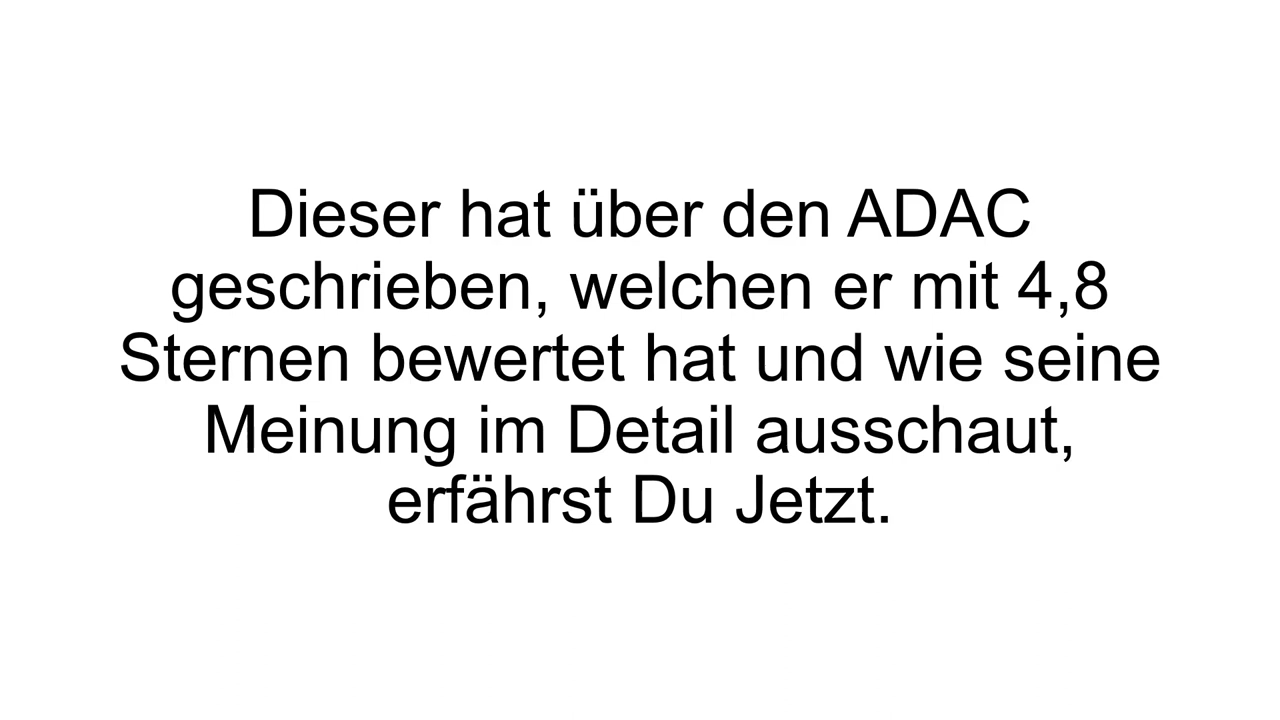 Dieser hat über den ADAC
geschrieben, welchen er mit 4,8
Sternen bewertet hat und wie seine
Meinung im Detail ausschaut,
erfährst Du Jetzt.